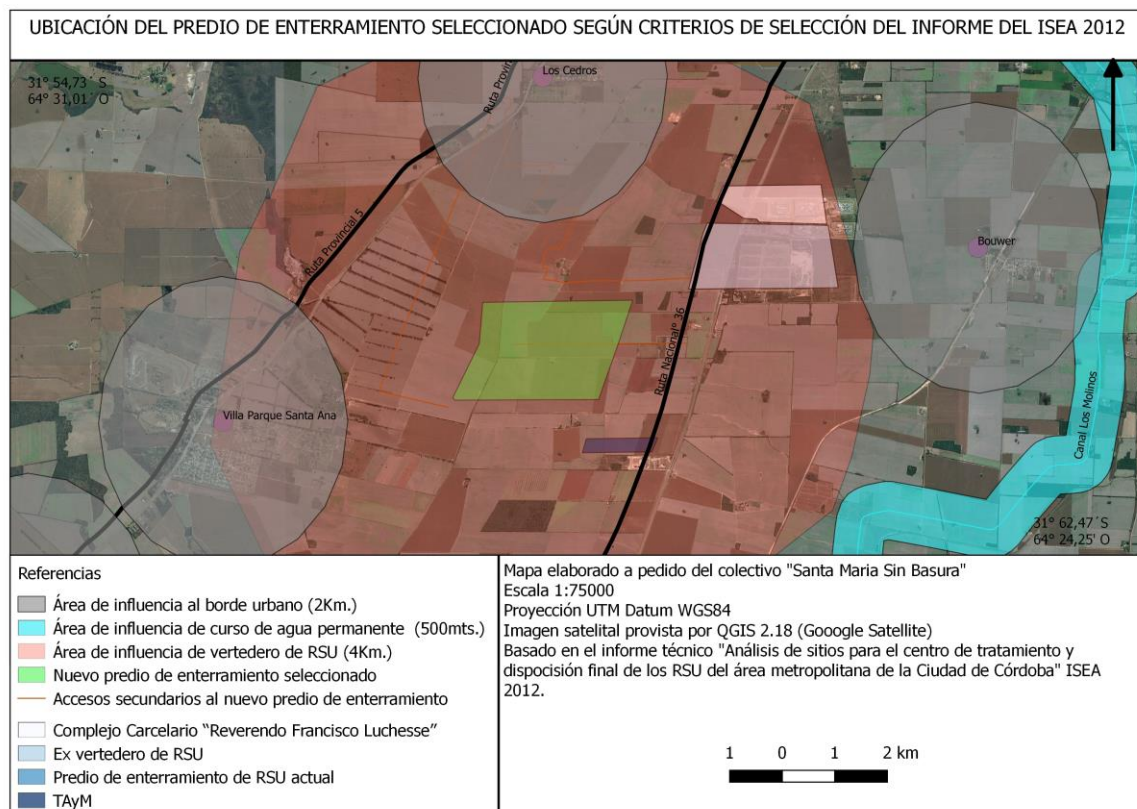 UBICACIÓN DEL PREDIO DE ENTERRAMIENTO SELECCIONADO SEGÚN CRITERIOS DE SELECCIÓN DEL INFORME DEL ISEA 2012
31° 54,73´ S
64° 31,01´ O
Ruta Provin
Los Cedros
Ruta Provincial 5
Bouwer
Ruta Nacionalº 36
Villa Parque Santa Ana
Canal Los Molinos
31° 62,47´S
64° 24,25' O
Referencias
Área de influencia al borde urbano (2Km.)
Área de influencia de curso de agua permanente (500mts.)
Área de influencia de vertedero de RSU (4Km.)
Nuevo predio de enterramiento seleccionado
Accesos secundarios al nuevo predio de enterramiento
Complejo Carcelario “Reverendo Francisco Luchesse”
Ex vertedero de RSU
Predio de enterramiento de RSU actual
TAyM
Mapa elaborado a pedido del colectivo "Santa Maria Sin Basura"
Escala 1:75000
Proyección UTM Datum WGS84
Imagen satelital provista por QGIS 2.18 (Gooogle Satellite)
Basado en el informe técnico "Análisis de sitios para el centro de tratamiento y
dispocisión final de los RSU del área metropolitana de la Ciudad de Córdoba" ISEA
2012.
1 0 1 2 km